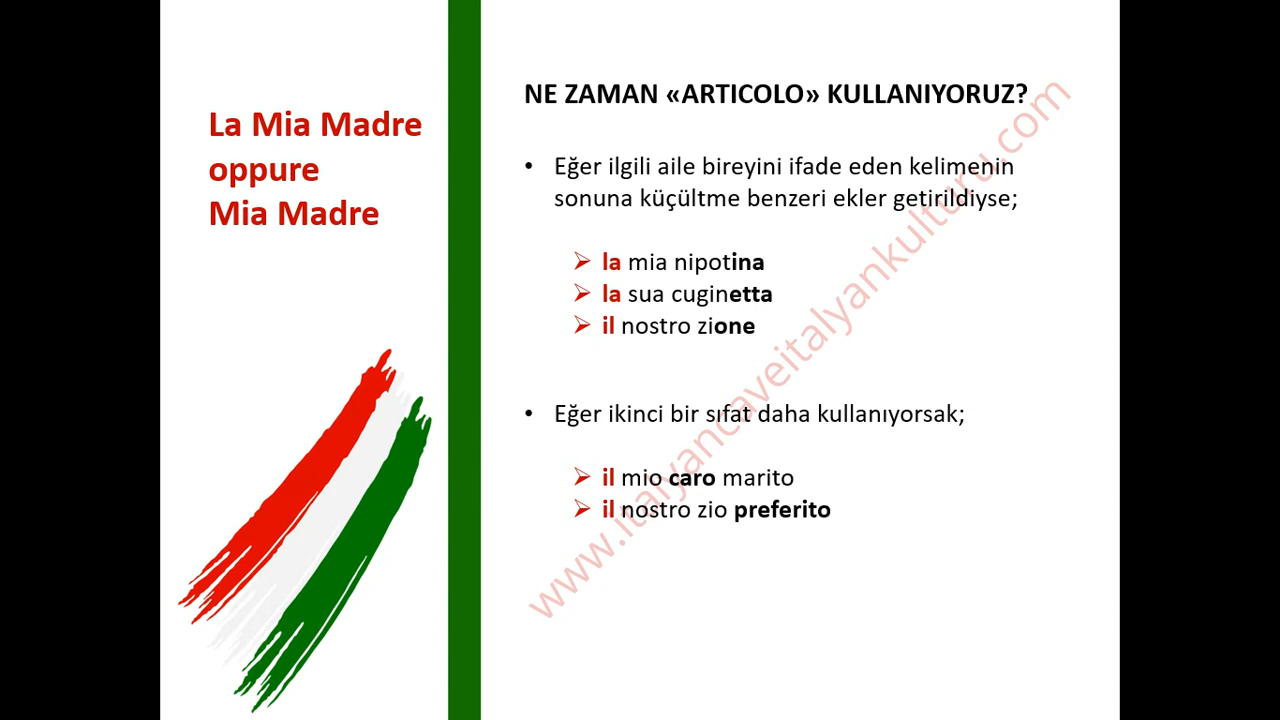 La Mia Madre
oppure
Mia Madre
NE ZAMAN «ARTICOLO» KULLANIYORUZ?
• Eğer ilgili aile bireyini ifade eden kelimenin
sonuna küçültme benzeri ekler getirildiyse;
➢ la mia nipotina
➢ la sua cuginetta
➢ il nostro zione
• Eğer ikinci bir sıfat daha kullanıyorsak;
➢ il mio caro marito
➢ il nostro zio preferito
www.italyancaveitalyankulturu.com